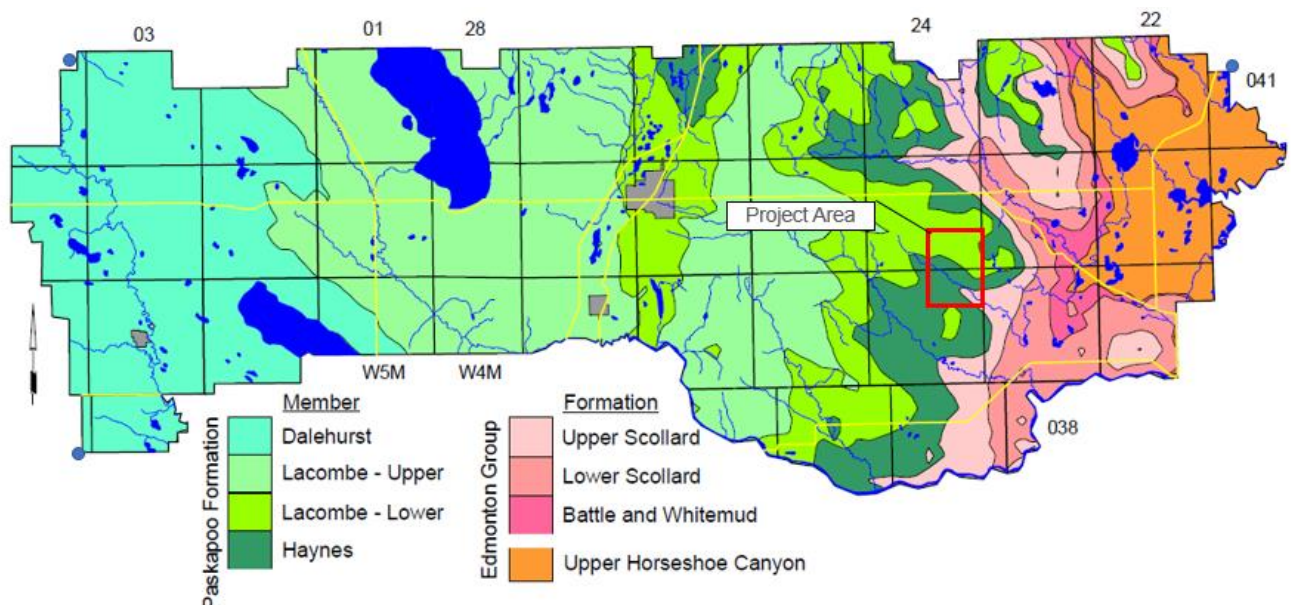 03
01
28
24
22
041
Project Area
W5M
W4M
038
Paskapoo Formation
Member
Dalehurst
Lacombe - Upper
Lacombe - Lower
Haynes
Edmonton Group
Formation
Upper Scollard
Lower Scollard
Battle and Whitemud
Upper Horseshoe Canyon